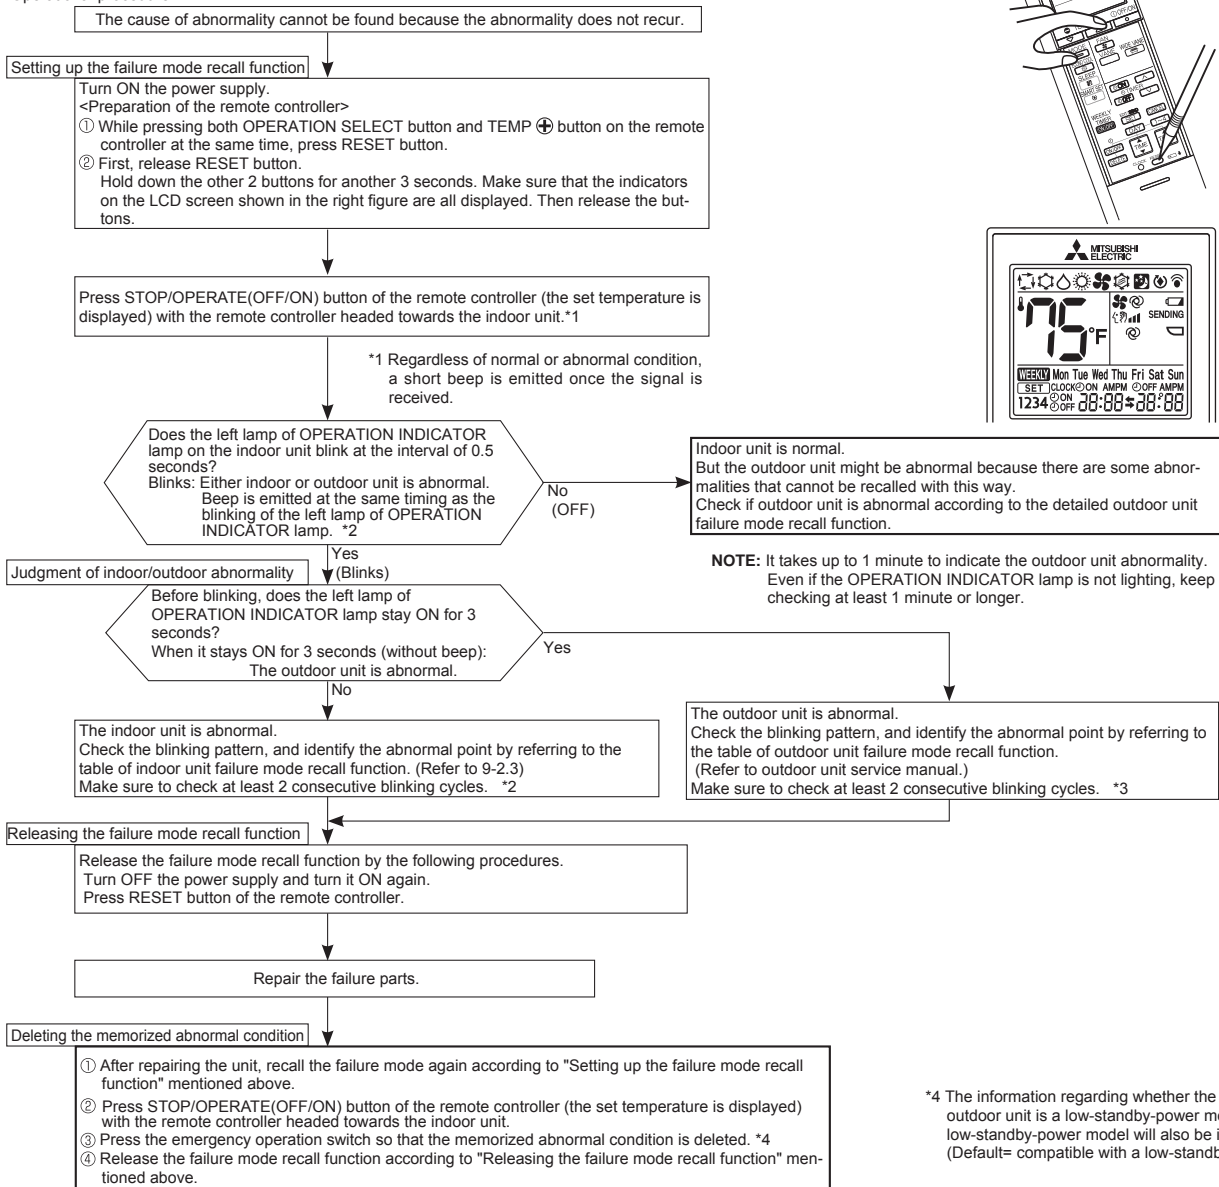 The cause of abnormality cannot be found because the abnormality does not recur.
Setting up the failure mode recall function
Turn ON the power supply.
<Preparation of the remote controller>
① While pressing both OPERATION SELECT button and TEMP ⊕ button on the remote
controller at the same time, press RESET button.
② First, release RESET button.
Hold down the other 2 buttons for another 3 seconds. Make sure that the indicators
on the LCD screen shown in the right figure are all displayed. Then release the but-
tons.
MITSUBISHI
ELECTRIC
75°F
SENDING
WEEKLY Mon Tue Wed Thu Fri Sat Sun
SET CLOCK ON AMPM OFF AMPM
1234 ON
OFF 28:88 28:88
Press STOP/OPERATE(OFF/ON) button of the remote controller (the set temperature is
displayed) with the remote controller headed towards the indoor unit.*1
*1 Regardless of normal or abnormal condition,
a short beep is emitted once the signal is
received.
Does the left lamp of OPERATION INDICATOR
lamp on the indoor unit blink at the interval of 0.5
seconds?
Blinks: Either indoor or outdoor unit is abnormal.
Beep is emitted at the same timing as the
blinking of the left lamp of OPERATION
INDICATOR lamp. *2
No
(OFF)
Indoor unit is normal.
But the outdoor unit might be abnormal because there are some abnor-
malities that cannot be recalled with this way.
Check if outdoor unit is abnormal according to the detailed outdoor unit
failure mode recall function.
NOTE: It takes up to 1 minute to indicate the outdoor unit abnormality.
Even if the OPERATION INDICATOR lamp is not lighting, keep
checking at least 1 minute or longer.
Yes
(Blinks)
Judgment of indoor/outdoor abnormality
Before blinking, does the left lamp of
OPERATION INDICATOR lamp stay ON for 3
seconds?
When it stays ON for 3 seconds (without beep):
The outdoor unit is abnormal.
Yes
No
The indoor unit is abnormal.
Check the blinking pattern, and identify the abnormal point by referring to the
table of indoor unit failure mode recall function. (Refer to 9-2.3)
Make sure to check at least 2 consecutive blinking cycles. *2
The outdoor unit is abnormal.
Check the blinking pattern, and identify the abnormal point by referring to
the table of outdoor unit failure mode recall function.
(Refer to outdoor unit service manual.)
Make sure to check at least 2 consecutive blinking cycles. *3
Releasing the failure mode recall function
Release the failure mode recall function by the following procedures.
Turn OFF the power supply and turn it ON again.
Press RESET button of the remote controller.
Repair the failure parts.
Deleting the memorized abnormal condition
① After repairing the unit, recall the failure mode again according to "Setting up the failure mode recall
function" mentioned above.
② Press STOP/OPERATE(OFF/ON) button of the remote controller (the set temperature is displayed)
with the remote controller headed towards the indoor unit.
③ Press the emergency operation switch so that the memorized abnormal condition is deleted. *4
④ Release the failure mode recall function according to "Releasing the failure mode recall function" men-
tioned above.
*4 The information regarding whether the
outdoor unit is a low-standby-power
low-standby-power model will also be
(Default= compatible with a